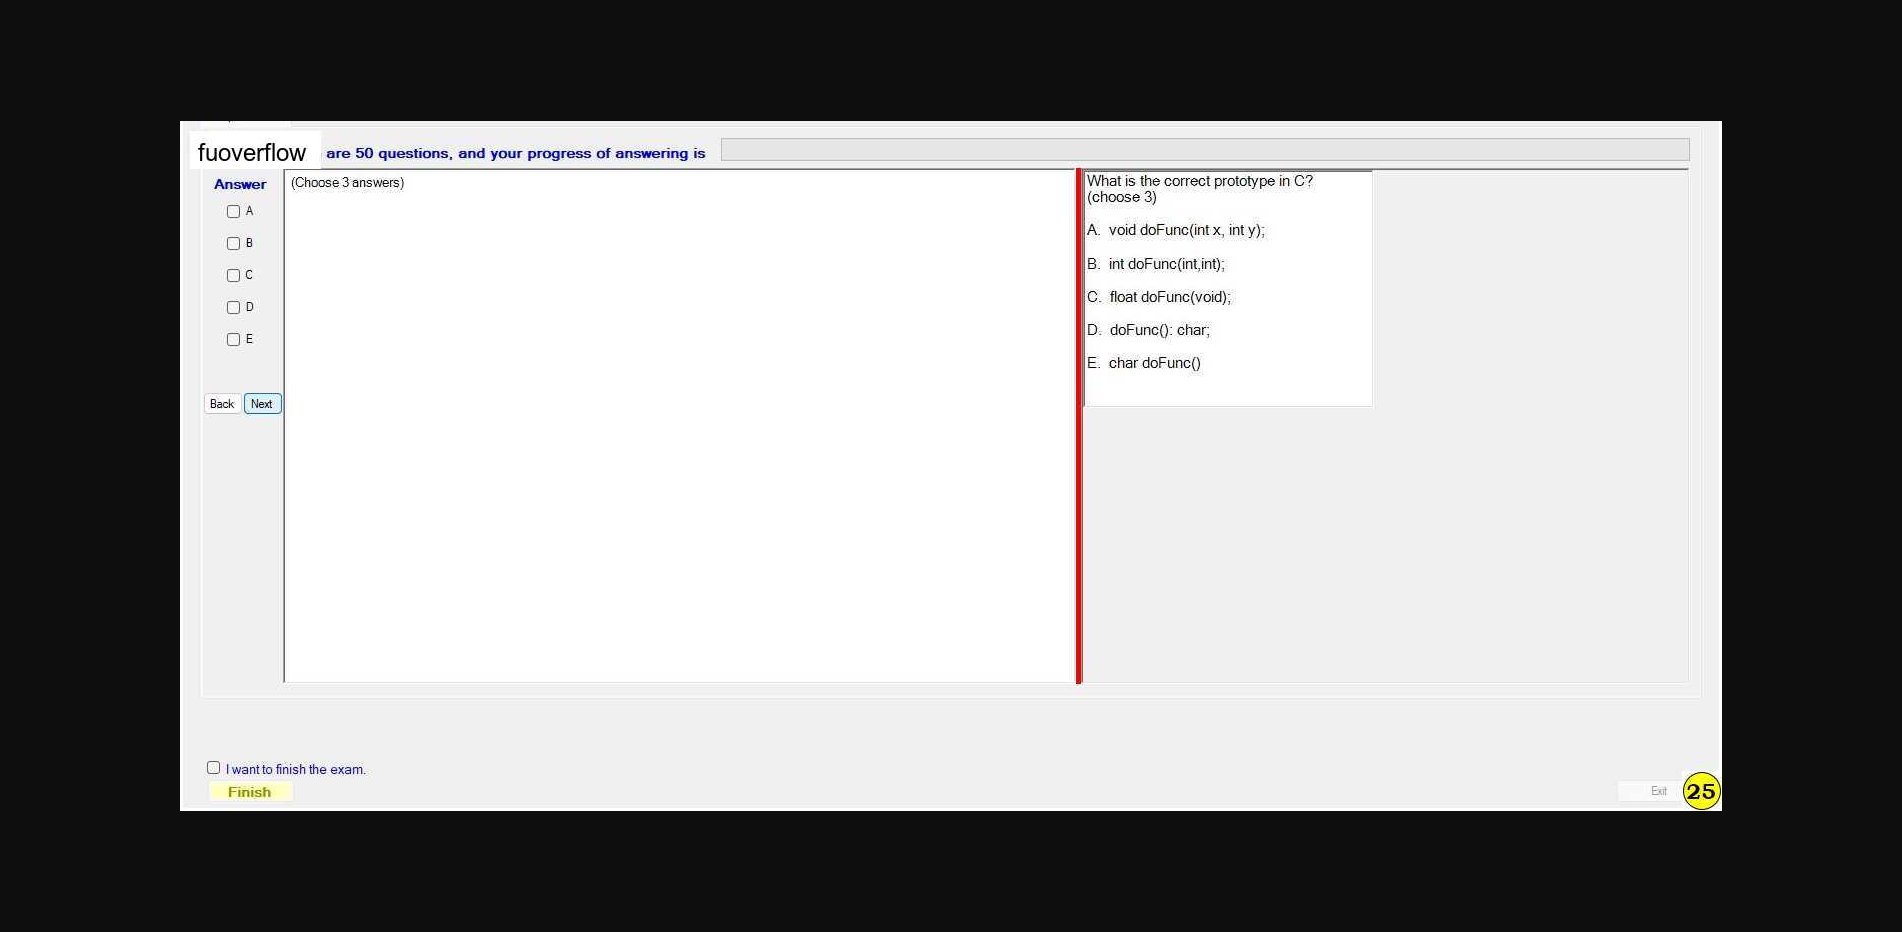 fuoverflow are 50 questions, and your progress of answering is
Answer
A
B
C
D
E
Back Next
(Choose 3 answers)
What is the correct prototype in C?
(choose 3)
A. void doFunc(int x, int y);
B. int doFunc(int,int);
C. float doFunc(void);
D. doFunc(): char;
E. char doFunc()
I want to finish the exam.
Finish
Exit
25